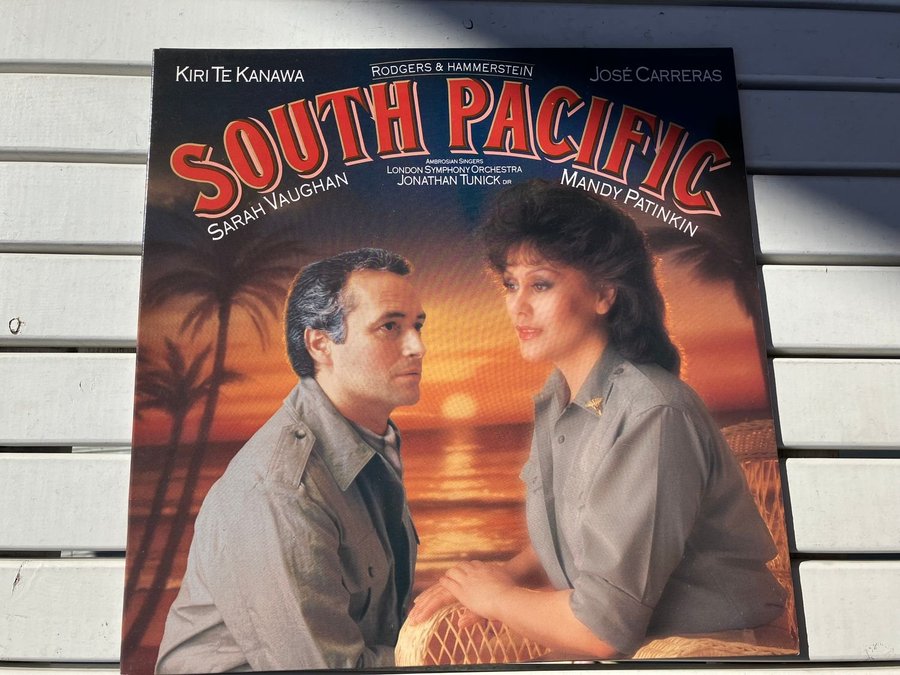 KIRI TE KANAWA
RODGERS & HAMMERSTEIN
JOSÉ CARRERAS
SOUTH PACIFIC
SARAH VAUGHAN
AMBROSIAN SINGERS
LONDON SYMPHONY ORCHESTRA
JONATHAN TUNICK DIR
MANDY PATINKIN